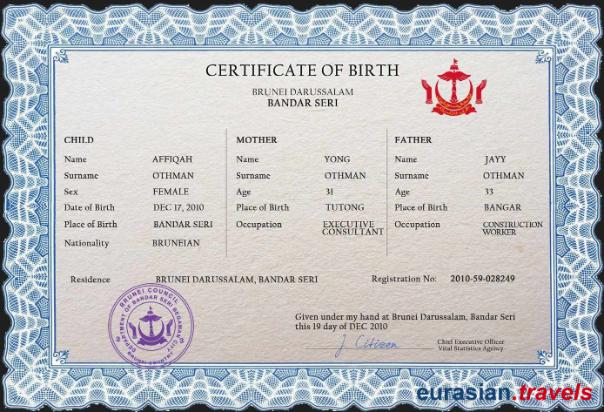 CERTIFICATE OF BIRTH
BRUNEI DARUSSALAM
BANDAR SERI
CHILD
Name AFFIQAH
Surname OTHMAN
Sex FEMALE
Date of Birth DEC 17, 2010
Place of Birth BANDAR SERI
Nationality BRUNEIAN
MOTHER
Name YONG
Surname OTHMAN
Age 31
Place of Birth TUTONG
Occupation EXECUTIVE
CONSULTANT
FATHER
Name JAYY
Surname OTHMAN
Age 33
Place of Birth BANGAR
Occupation CONSTRUCTION
WORKER
Residence BRUNEI DARUSSALAM, BANDAR SERI
Registration No: 2010-59-028249
BRUNEI COUNCIL
DEPARTMENT OF BANDAR SERI BEGAWAN
Given under my hand at Brunei Darussalam, Bandar Seri
this 19 day of DEC 2010
J Citizen
Chief Executive Officer
Vital Statistics Agency
eurasian.travels